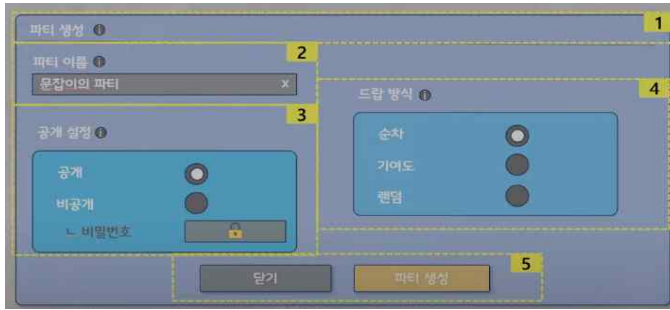 파티 생성
1
파티 이름
2
문잡이의 파티 x
3
공개 설정
공개
비공개
ㄴ 비밀번호
드랍 방식
4
순차
기여도
랜덤
5
닫기
파티 생성